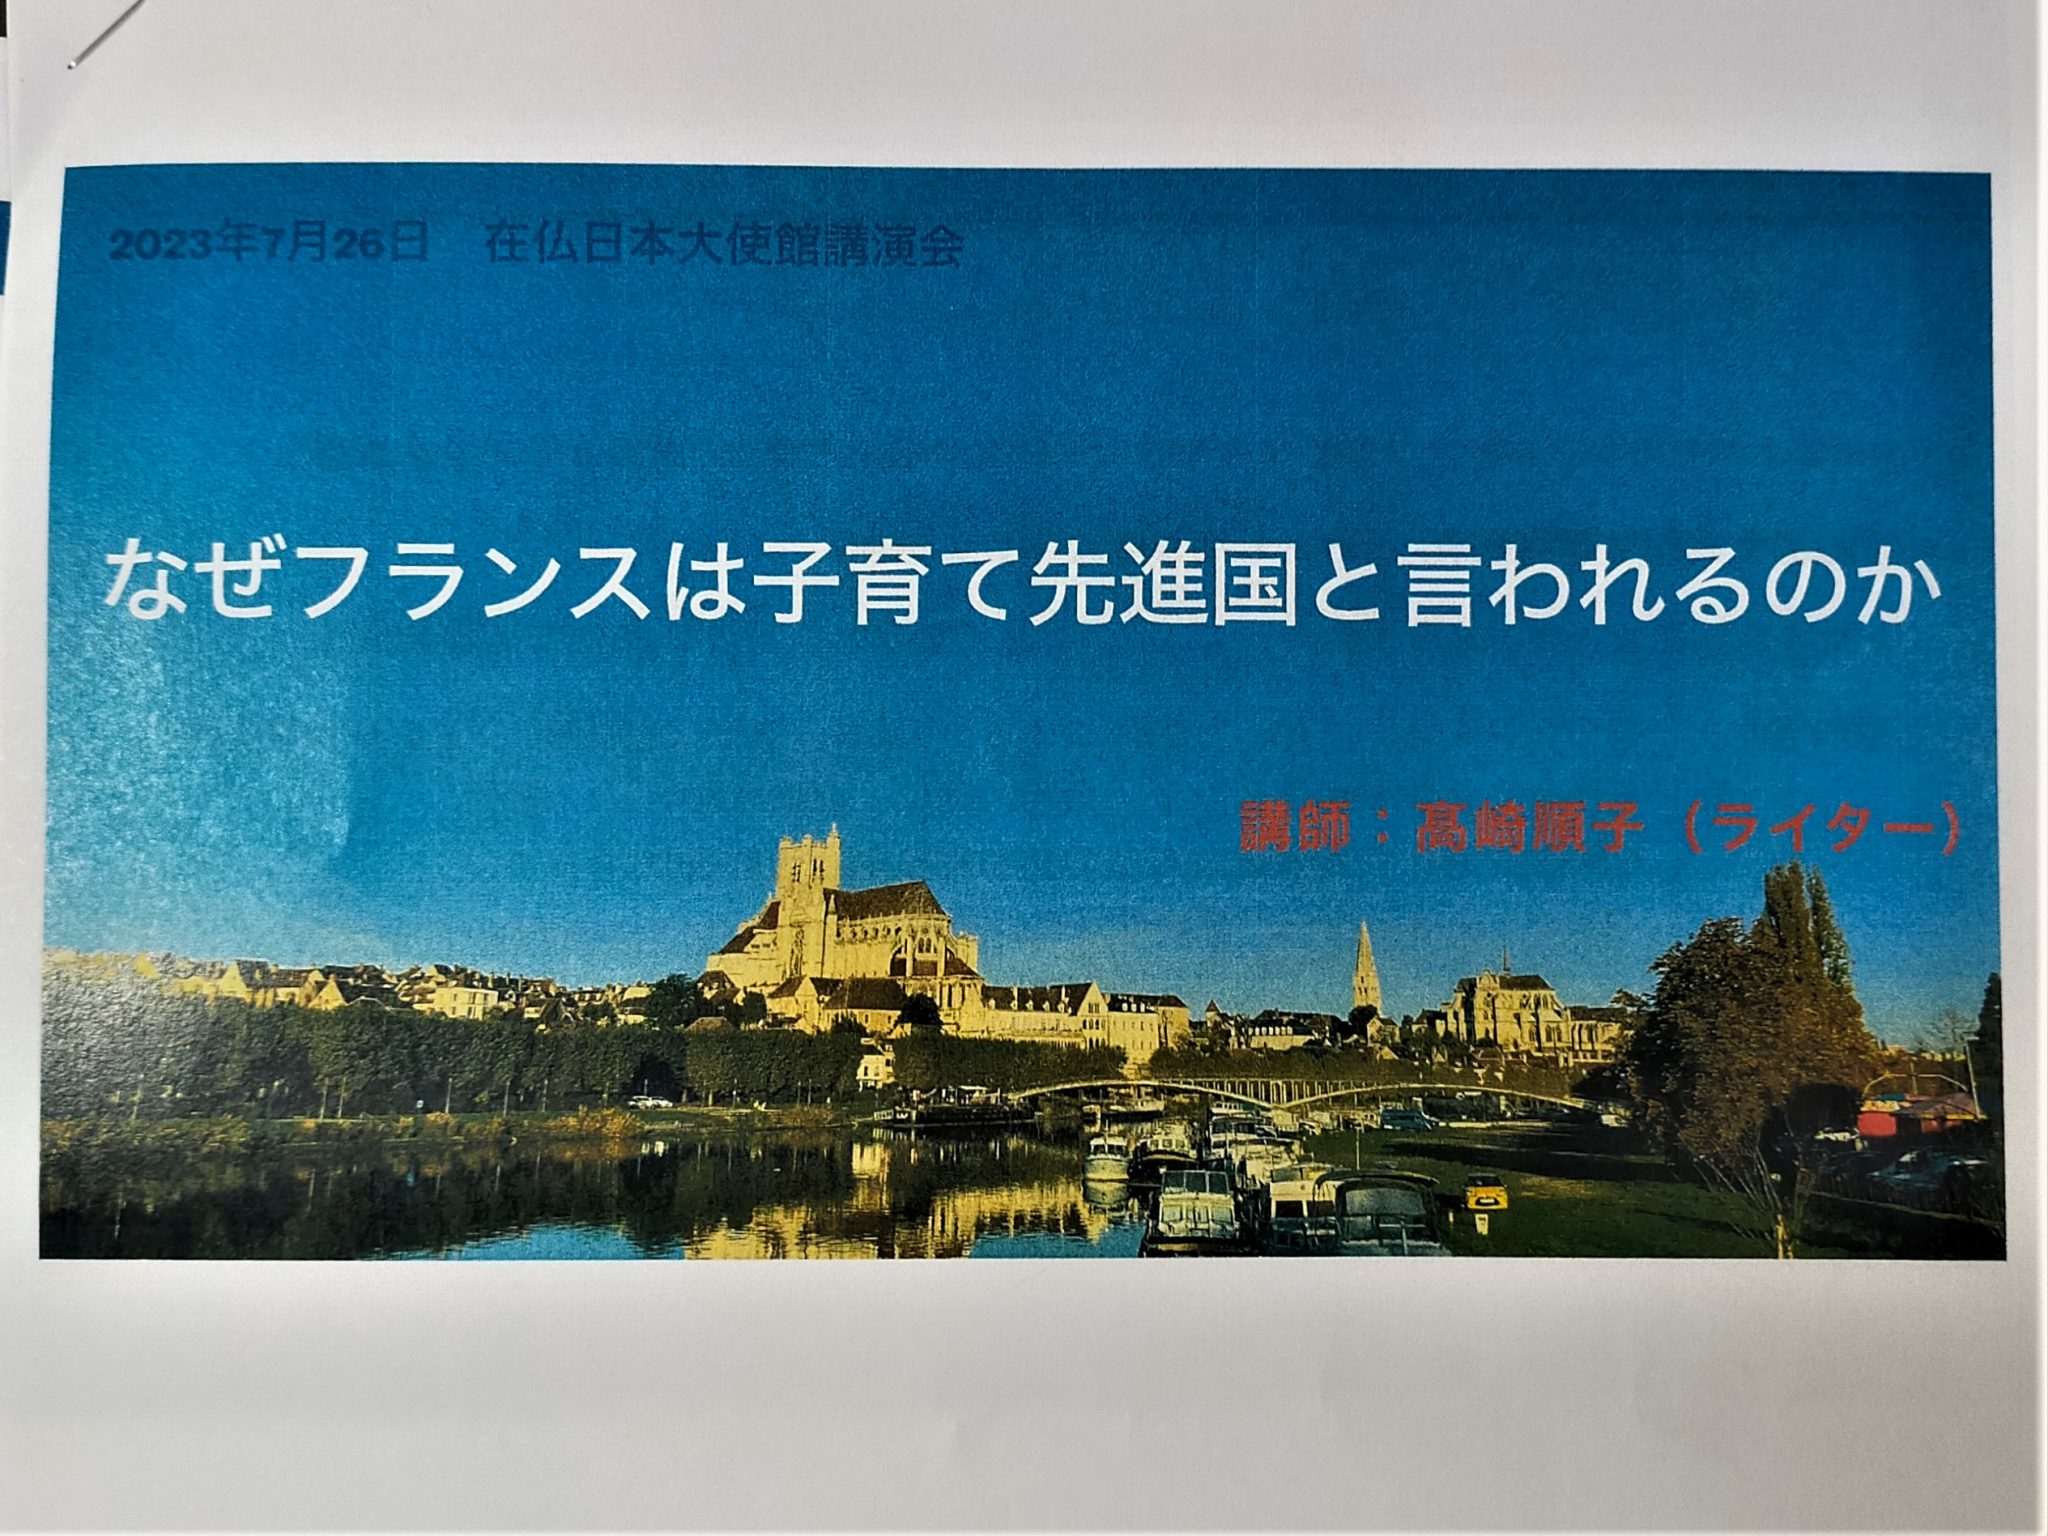 2023年7月26日　在仏日本大使館講演会
なぜフランスは子育て先進国と言われるのか
講師：髙崎順子（ライター）